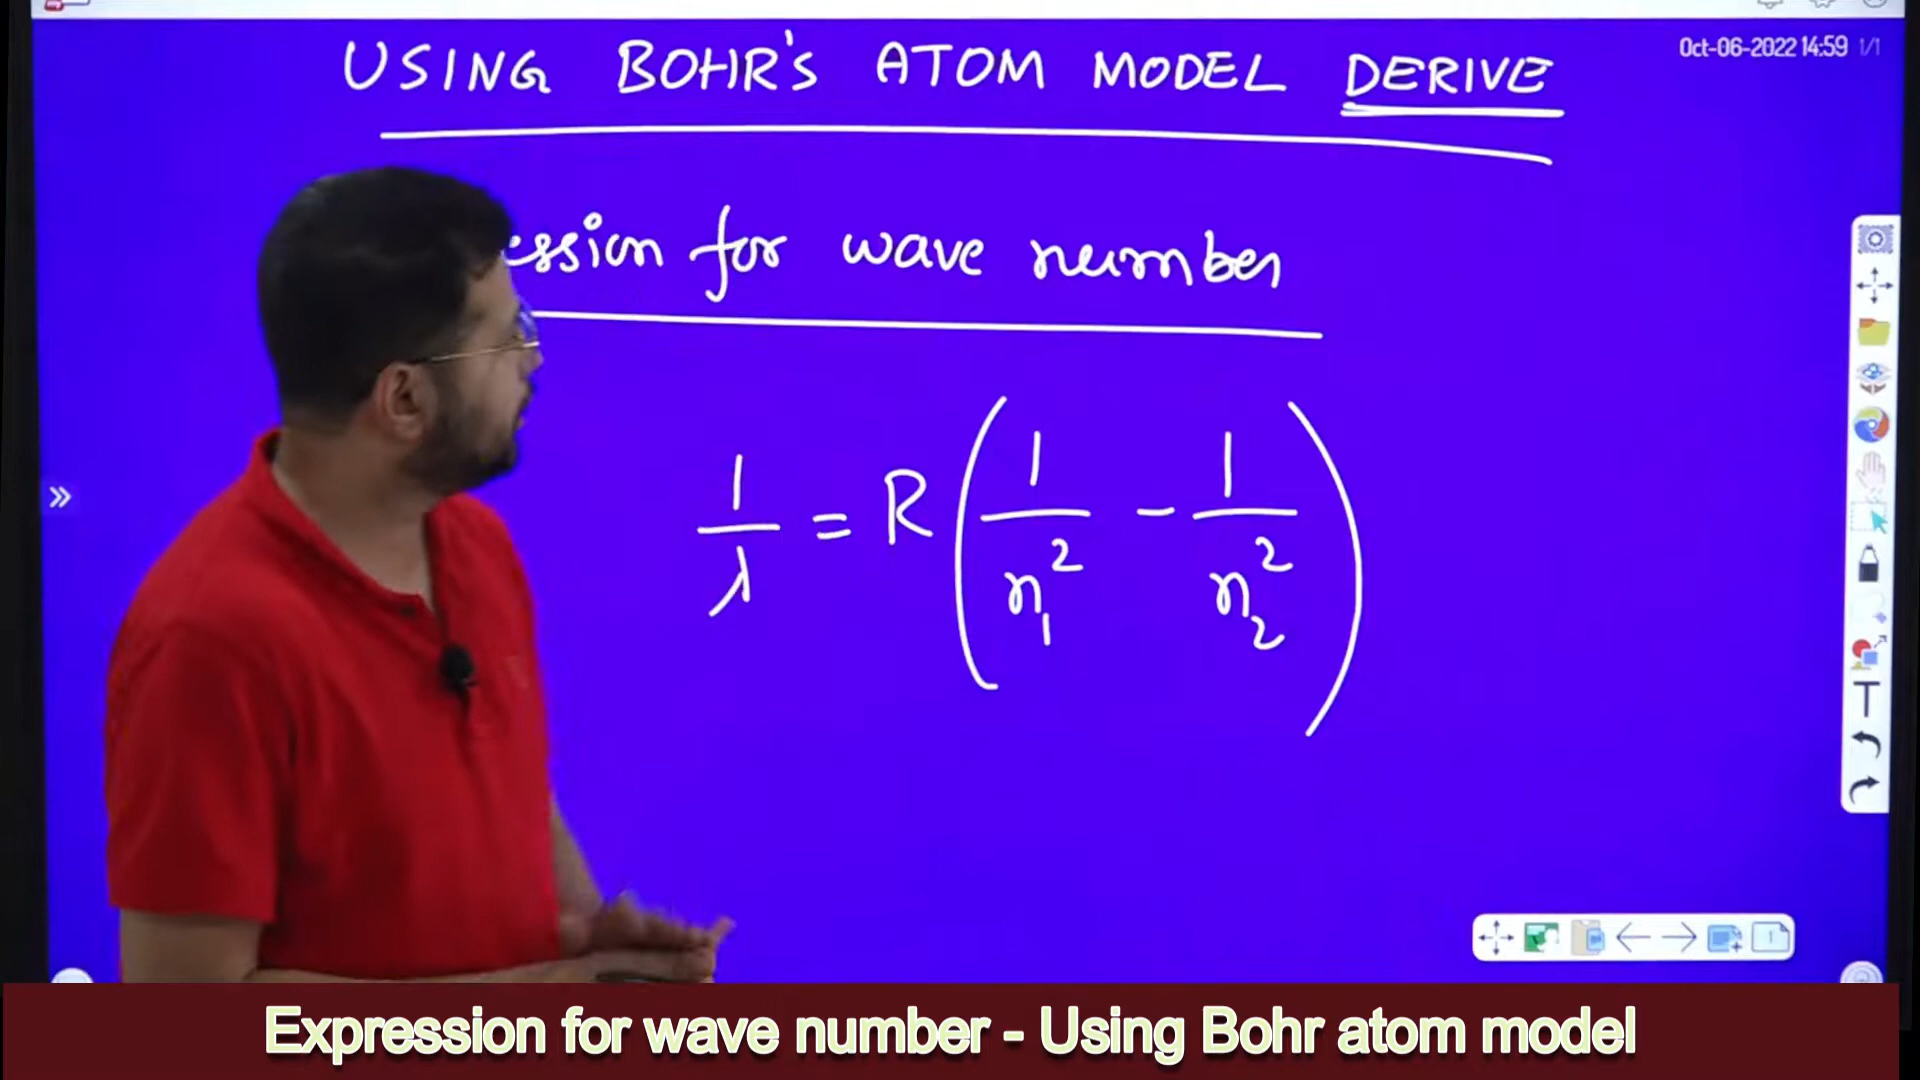 Oct-06-2022 14:59 1/1
USING BOHR'S ATOM MODEL DERIVE
ession for wave number
1/λ = R(1/n₁² - 1/n₂²)
T
1
Expression for wave number - Using Bohr atom model